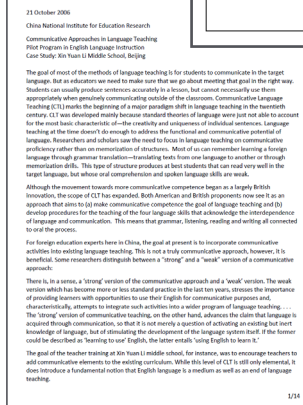 21 October 2006
China National Institute for Education Research
Communicative Approaches in Language Teaching
Pilot Program in English Language Instruction
Case Study: Xin Yuan Li Middle School, Beijing
The goal of most of the methods of language teaching is for students to communicate in the target
language. But as educators we need to make sure that we go about meeting that goal in the right way.
Students can usually produce sentences accurately in a lesson, but cannot necessarily use them
appropriately when genuinely communicating outside of the classroom. Communicative Language
Teaching (CTL) marks the beginning of a major paradigm shift in language teaching in the twentieth
century. CLT was developed mainly because standard theories of language were just not able to account
for the most basic characteristic of—the creativity and uniqueness of individual sentences. Language
teaching at the time doesn't do enough to address the functional and communicative potential of
language. Researchers and scholars saw the need to focus in language teaching on communicative
proficiency rather than on memorization of structures. Most of us can remember learning a foreign
language through grammar translation—translating texts from one language to another or through
memorization drills. This type of structure produces at best students that can read very well in the
target language, but whose oral comprehension and spoken language skills are weak.
Although the movement towards more communicative competence began as a largely British
innovation, the scope of CLT has expanded. Both American and British proponents now see it as an
approach that aims to (a) make communicative competence the goal of language teaching and (b)
develop procedures for the teaching of the four language skills that acknowledge the interdependence
of language and communication. This means that grammar, listening, reading and writing all connected
to oral the process.
For foreign education experts here in China, the goal at present is to incorporate communicative
activities into existing language teaching. This is not a truly communicative approach, however, it is
beneficial. Some researchers distinguish between a "strong" and a "weak" version of a communicative
approach:
There is, in a sense, a 'strong' version of the communicative approach and a 'weak' version. The weak
version which has become more or less standard practice in the last ten years, stresses the importance
of providing learners with opportunities to use their English for communicative purposes and,
characteristically, attempts to integrate such activities into a wider program of language teaching. . . .
The 'strong' version of communicative teaching, on the other hand, advances the claim that language is
acquired through communication, so that it is not merely a question of activating an existing but inert
knowledge of language, but of stimulating the development of the language system itself. If the former
could be described as 'learning to use' English, the latter entails 'using English to learn it.'
The goal of the teacher training at Xin Yuan Li middle school, for instance, was to encourage teachers to
add communicative elements to the existing curriculum. While this level of CLT is still only elemental, it
does introduce a fundamental notion that English language is a medium as well as an end of language
teaching.
1/14